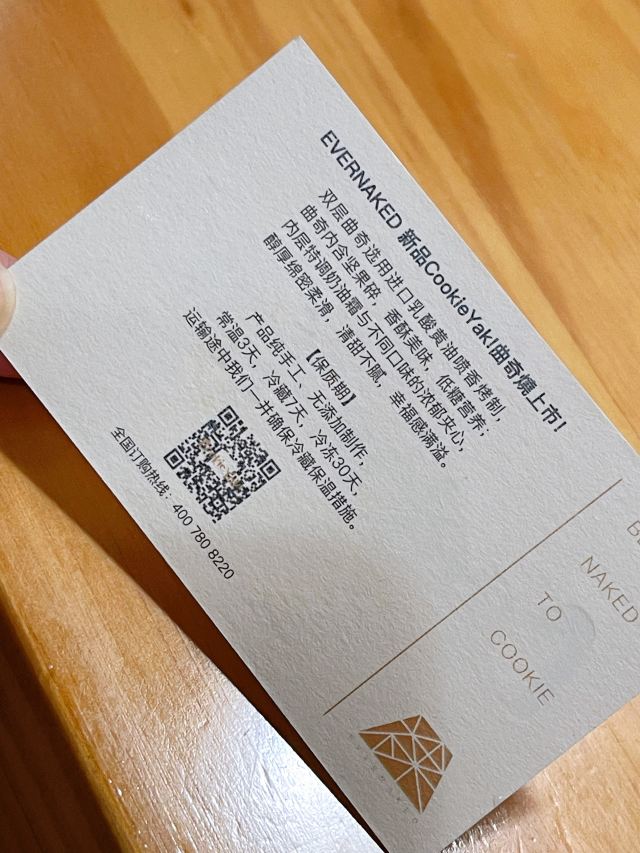 EVERNAKED 新品CookieYaki曲奇燒上市!
双层曲奇选用进口乳酸黄油喷香烤制,
曲奇内含坚果碎,香酥美味,低糖营养;
内层特调奶油霜与不同口味的浓郁夹心,
醇厚绵密柔滑,清甜不腻,幸福感满溢。
【保质期】
产品纯手工、无添加制作,
常温3天,冷藏7天,冷冻30天,
运输途中我们一并确保冷藏保温措施。
全国订购热线:400 780 8220
NAKED
TO
COOKIE